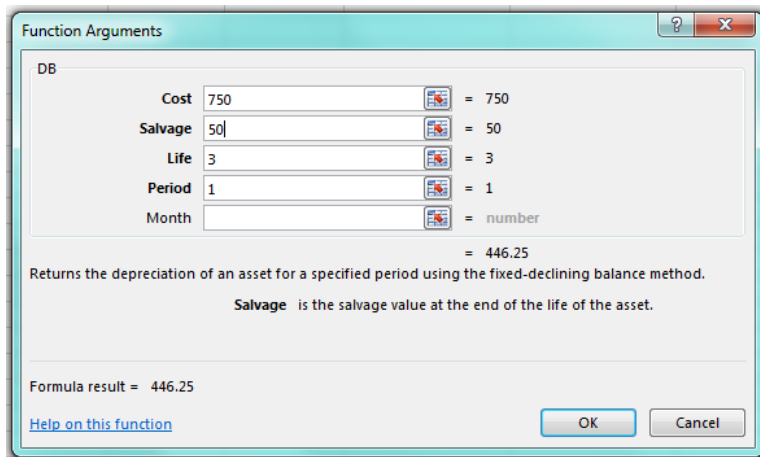 Function Arguments
?
DB
Cost 750 = 750
Salvage 50 = 50
Life 3 = 3
Period 1 = 1
Month = number
= 446.25
Returns the depreciation of an asset for a specified period using the fixed-declining balance method.
Salvage is the salvage value at the end of the life of the asset.
Formula result = 446.25
Help on this function OK Cancel